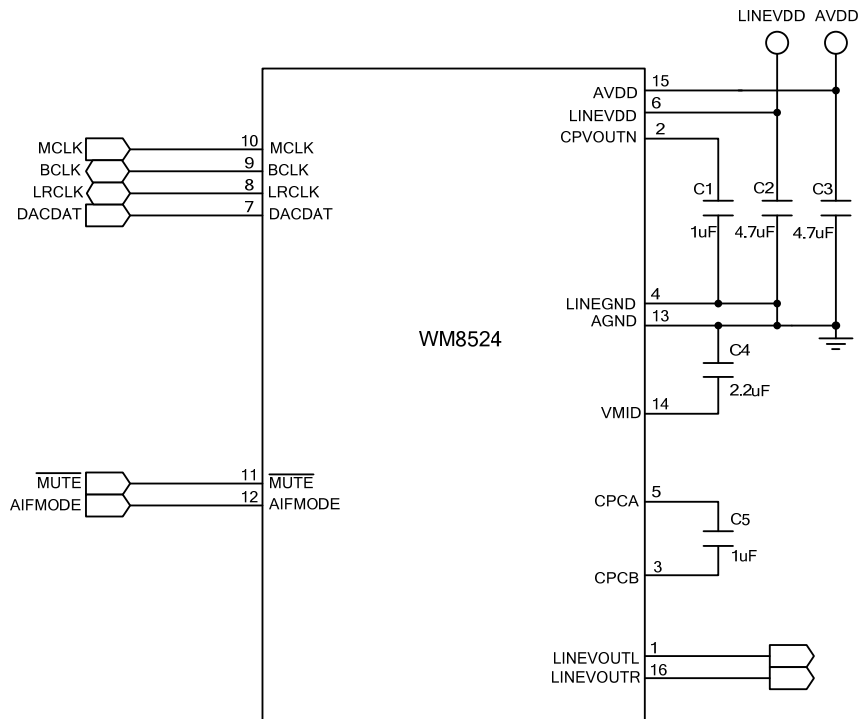 LINEVDD AVDD
AVDD 15
LINEVDD 6
CPVOUTN 2
MCLK 10 MCLK
BCLK 9 BCLK
LRCLK 8 LRCLK
DACDAT 7 DACDAT
C1 C2 C3
1uF 4.7uF 4.7uF
LINEGND 4
AGND 13
WM8524
C4
2.2uF
VMID 14
MUTE 11 MUTE
AIFMODE 12 AIFMODE
CPCA 5
C5
1uF
CPCB 3
LINEVOUTL 1
LINEVOUTR 16